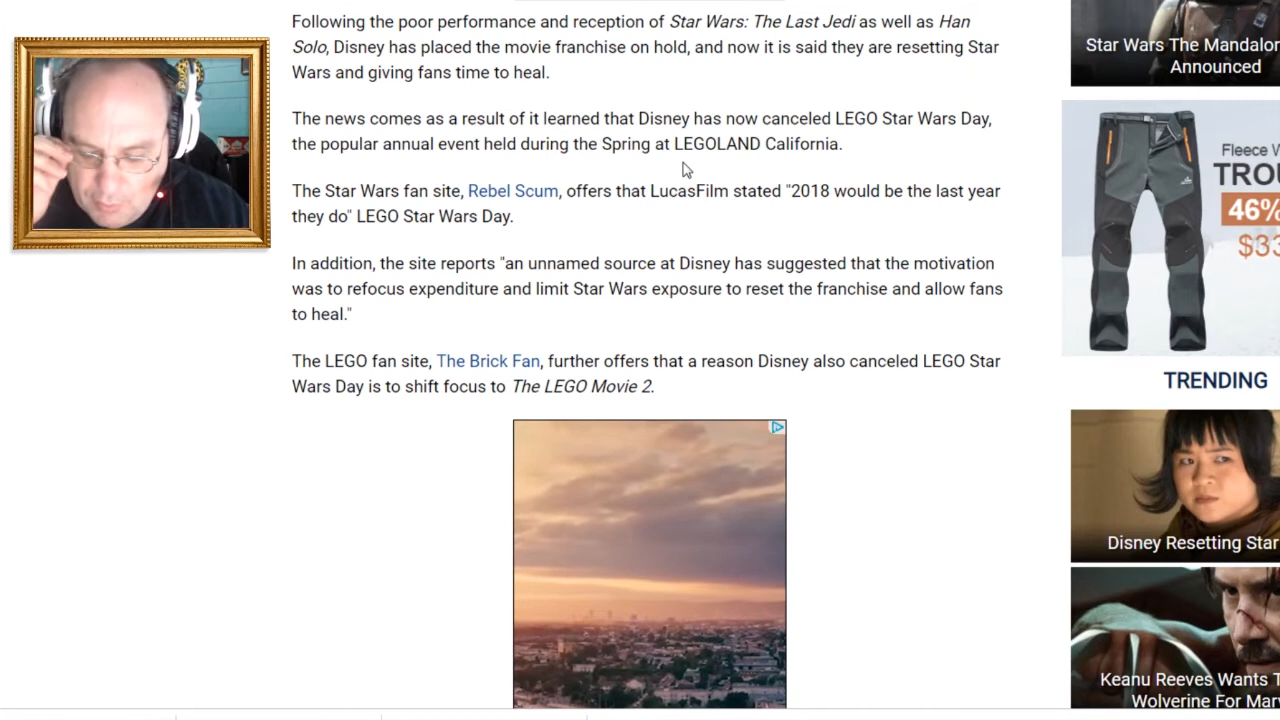 Following the poor performance and reception of Star Wars: The Last Jedi as well as Han
Solo, Disney has placed the movie franchise on hold, and now it is said they are resetting Star
Wars and giving fans time to heal.
The news comes as a result of it learned that Disney has now canceled LEGO Star Wars Day,
the popular annual event held during the Spring at LEGOLAND California.
The Star Wars fan site, Rebel Scum, offers that LucasFilm stated "2018 would be the last year
they do" LEGO Star Wars Day.
In addition, the site reports "an unnamed source at Disney has suggested that the motivation
was to refocus expenditure and limit Star Wars exposure to reset the franchise and allow fans
to heal."
The LEGO fan site, The Brick Fan, further offers that a reason Disney also canceled LEGO Star
Wars Day is to shift focus to The LEGO Movie 2.
Star Wars The Mandalor
Announced
Fleece W
TROU
46%
$33
TRENDING
Disney Resetting Star
Keanu Reeves Wants T
Wolverine For Mar